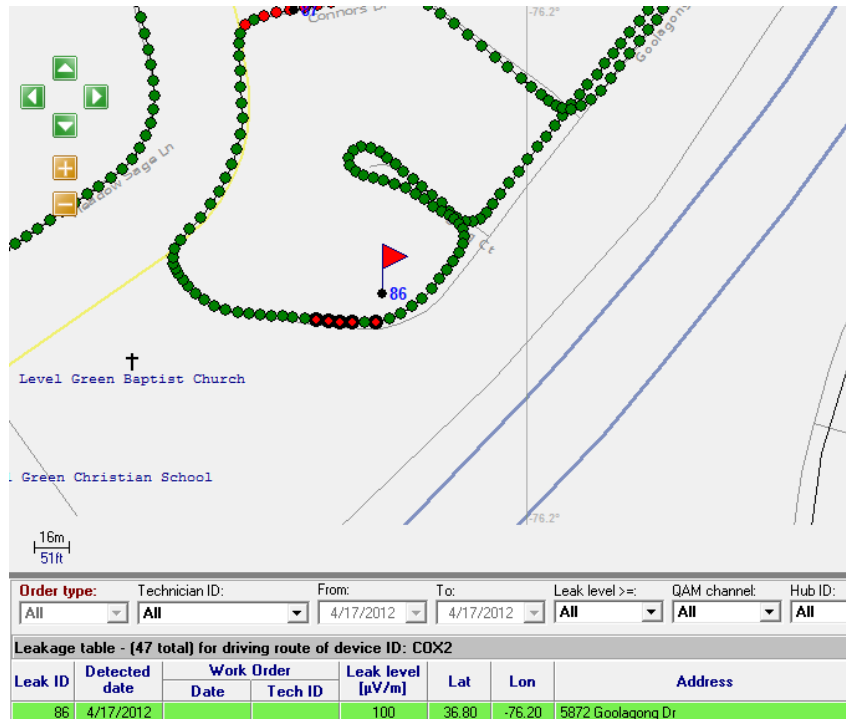 Connors D
87
-76.2°
Goolagong
Meadow Sage Ln
Ct
86
Level Green Baptist Church
Green Christian School
-76.2°
16m
51ft
Order type:
Technician ID:
From:
To:
Leak level >=:
QAM channel:
Hub ID:
All
All
4/17/2012
4/17/2012
All
All
All
Leakage table - (47 total) for driving route of device ID: COX2
Leak ID
Detected date
Work Order
Date
Tech ID
Leak level [µV/m]
Lat
Lon
Address
86 4/17/2012 100 36.80 -76.20 5872 Goolagong Dr